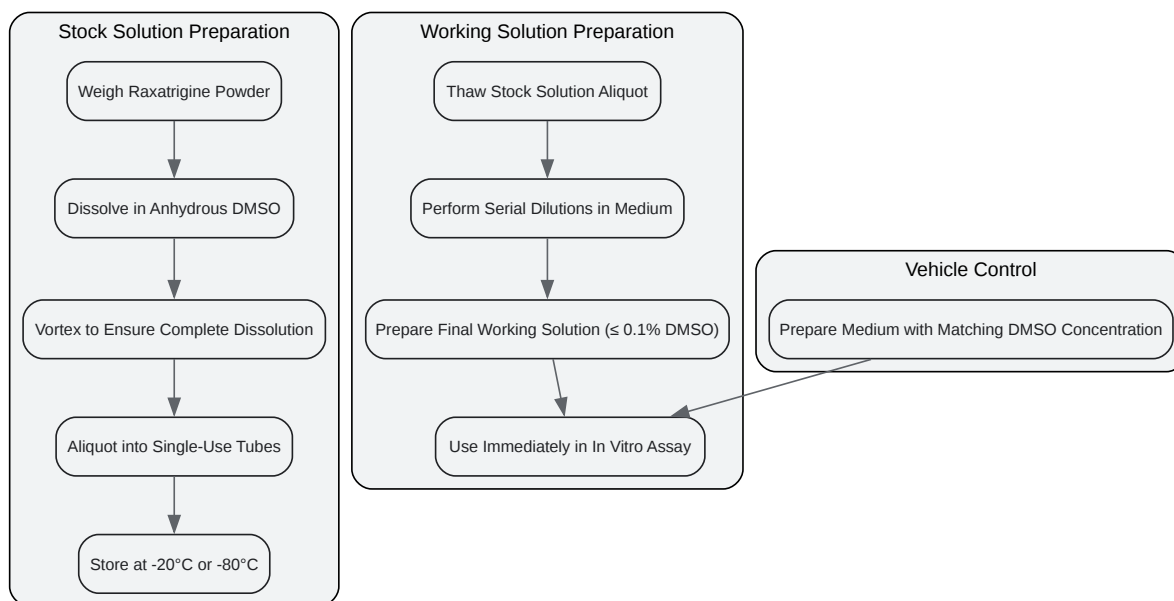 Stock Solution Preparation
Weigh Raxatrigine Powder
Dissolve in Anhydrous DMSO
Vortex to Ensure Complete Dissolution
Aliquot into Single-Use Tubes
Store at -20°C or -80°C
Working Solution Preparation
Thaw Stock Solution Aliquot
Perform Serial Dilutions in Medium
Prepare Final Working Solution (≤ 0.1% DMSO)
Use Immediately in In Vitro Assay
Vehicle Control
Prepare Medium with Matching DMSO Concentration